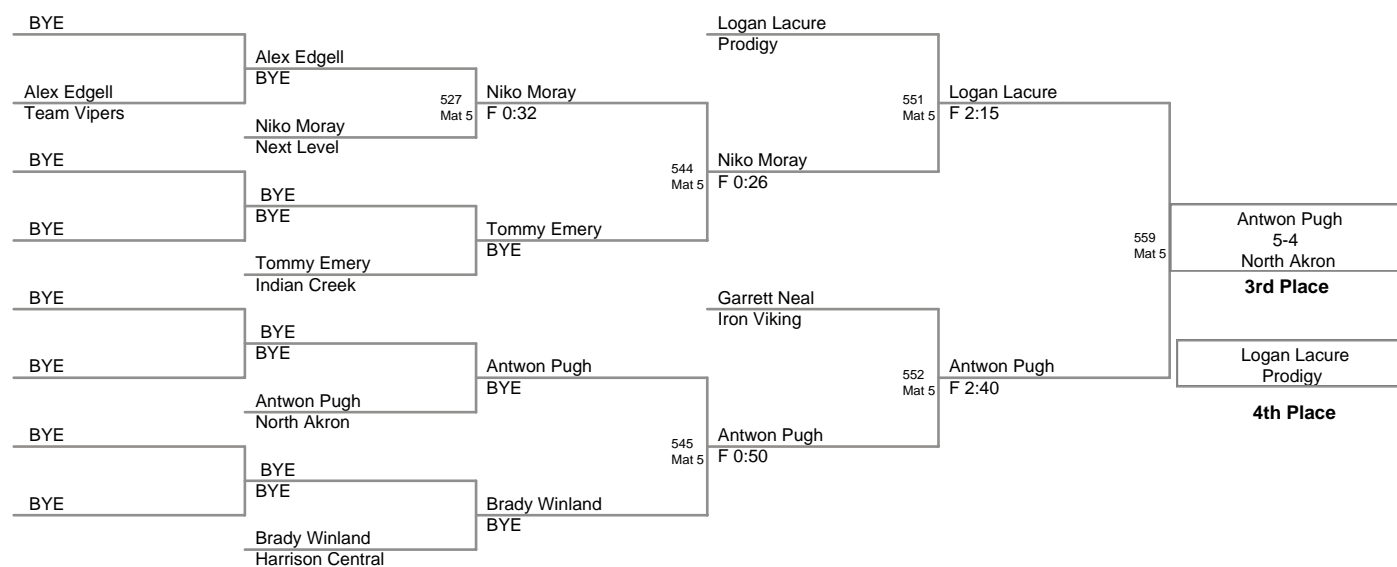 BYE
Alex Edgell
Team Vipers
BYE
BYE
BYE
BYE
BYE
BYE
Alex Edgell
BYE
Niko Moray
Next Level
BYE
BYE
Tommy Emery
Indian Creek
BYE
BYE
Antwon Pugh
North Akron
BYE
BYE
Brady Winland
Harrison Central
527
Mat 5
Niko Moray
F 0:32
Tommy Emery
BYE
Antwon Pugh
BYE
Brady Winland
BYE
Logan Lacure
Prodigy
544
Mat 5
Niko Moray
F 0:26
Garrett Neal
Iron Viking
545
Mat 5
Antwon Pugh
F 0:50
551
Mat 5
Logan Lacure
F 2:15
552
Mat 5
Antwon Pugh
F 2:40
559
Mat 5
Antwon Pugh
5-4
North Akron
3rd Place
Logan Lacure
Prodigy
4th Place